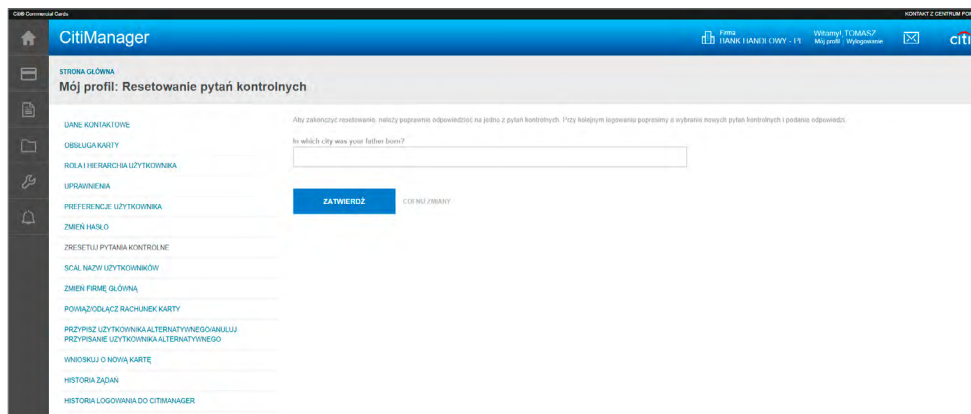 Citi® Commercial Cards
KONTAKT Z CENTRUM
CitiManager
Firma
BANK HANDLOWY - PL
Witamy!, TOMASZ
Mój profil | Wylogowanie
citi
STRONA GŁÓWNA
Mój profil: Resetowanie pytań kontrolnych
DANE KONTAKTOWE
OBSŁUGA KARTY
ROLA I HIERARCHIA UŻYTKOWNIKA
UPRAWNIENIA
PREFERENCJE UŻYTKOWNIKA
ZMIEŃ HASŁO
ZRESETUJ PYTANIA KONTROLNE
SCAL NAZW UŻYTKOWNIKÓW
ZMIEŃ FIRMĘ GŁÓWNĄ
POWIĄŻ/ODŁĄCZ RACHUNEK KARTY
PRZYPISZ UŻYTKOWNIKA ALTERNATYWNEGO/ANULUJ
PRZYPISANIE UŻYTKOWNIKA ALTERNATYWNEGO
WNIOSKUJ O NOWĄ KARTĘ
HISTORIA ŻĄDAŃ
HISTORIA LOGOWANIA DO CITIMANAGER
Aby zakończyć resetowanie, należy poprawnie odpowiedzieć na jedna z pytań kontrolnych. Przy kolejnym logowaniu poprosimy o wybranie nowych pytań kontrolnych i podanie odpowiedzi.
In which city was your father born?
ZATWIERDŹ
COFNIJ ZMIANY